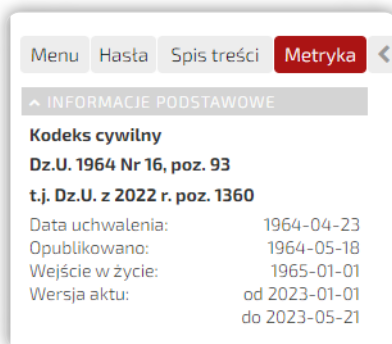 Menu Hasła Spis treści Metryka
INFORMACJE PODSTAWOWE
Kodeks cywilny
Dz.U. 1964 Nr 16, poz. 93
t.j. Dz.U. z 2022 r. poz. 1360
Data uchwalenia: 1964-04-23
Opublikowano: 1964-05-18
Wejście w życie: 1965-01-01
Wersja aktu: od 2023-01-01
do 2023-05-21